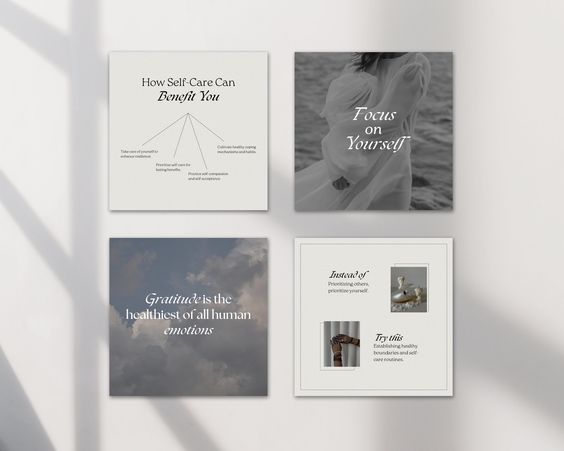 How Self-Care Can
Benefit You
Take care of yourself to
enhance resilience.
Prioritize self-care for
lasting benefits.
Practice self-compassion
and self-acceptance.
Cultivate healthy coping
mechanisms and habits.
Focus
on
Yourself
Gratitude is the
healthiest of all human
emotions
Instead of
Prioritizing others,
prioritize yourself.
Try this
Establishing healthy
boundaries and self-
care routines.